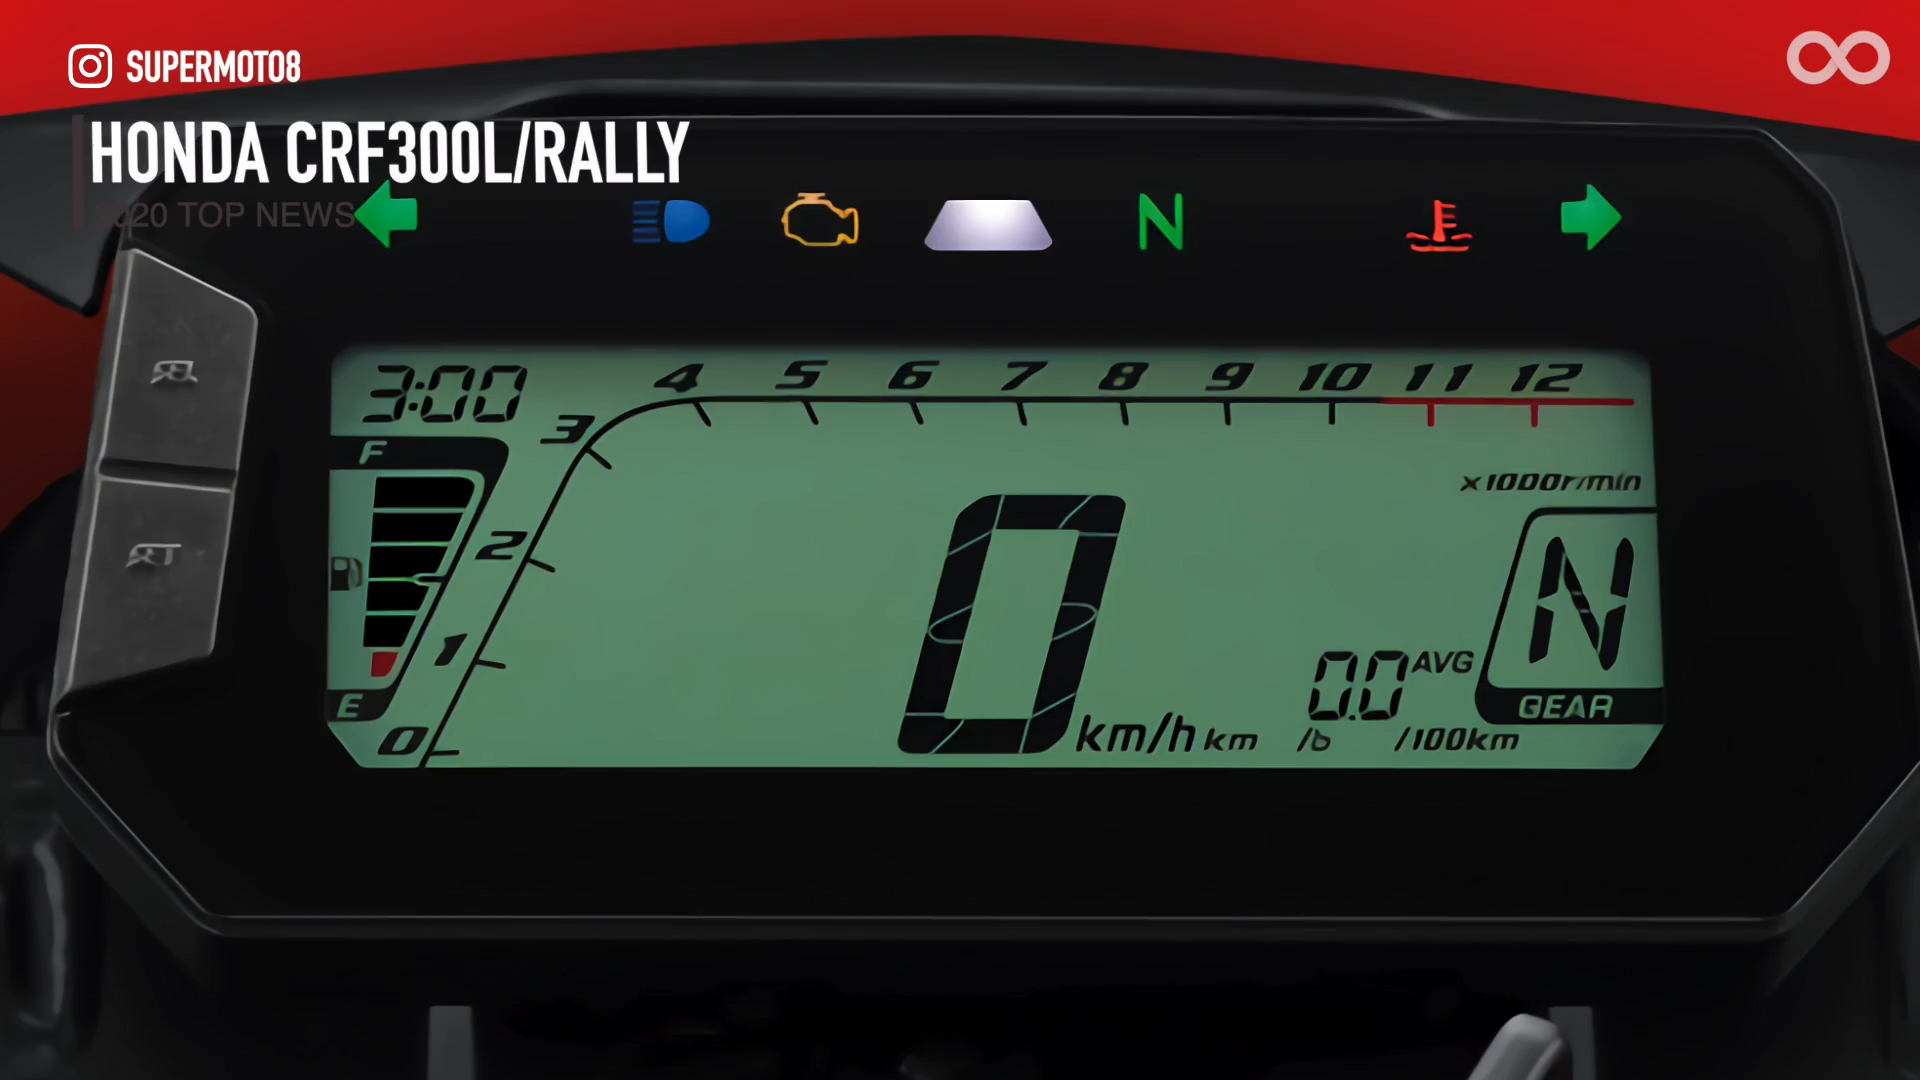 SUPERMOTO8
HONDA CRF300L/RALLY
2020 TOP NEWS
N
3:00
0 1 2 3 4 5 6 7 8 9 10 11 12
F
x1000r/min
E
0
km/h km
0.0 AVG
/100km
N
GEAR